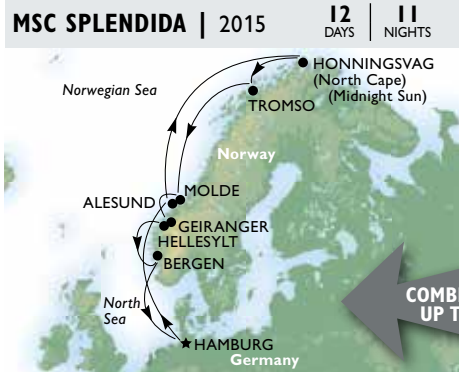 MSC SPLENDIDA | 2015
12 DAYS | 11 NIGHTS
HONNINGSVAG
(North Cape)
(Midnight Sun)
Norwegian Sea
TROMSO
Norway
MOLDE
ALESUND
GEIRANGER
HELLESYLT
BERGEN
North
Sea
HAMBURG
Germany
UP